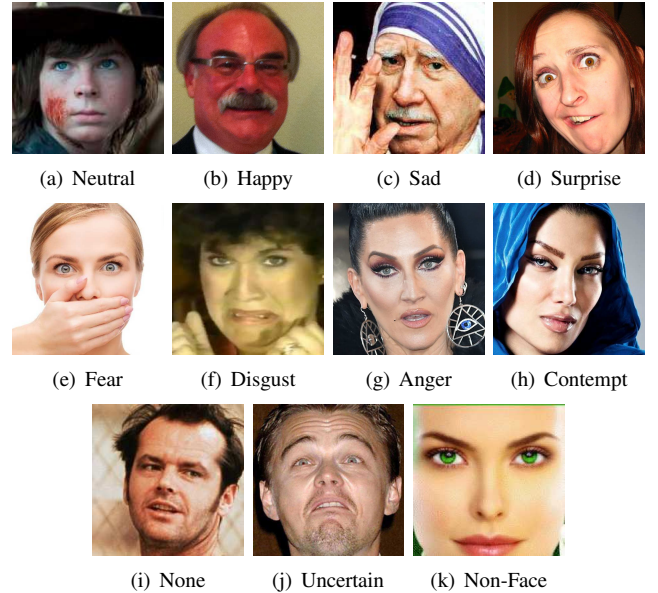 (a) Neutral
(b) Happy
(c) Sad
(d) Surprise
(e) Fear
(f) Disgust
(g) Anger
(h) Contempt
(i) None
(j) Uncertain
(k) Non-Face